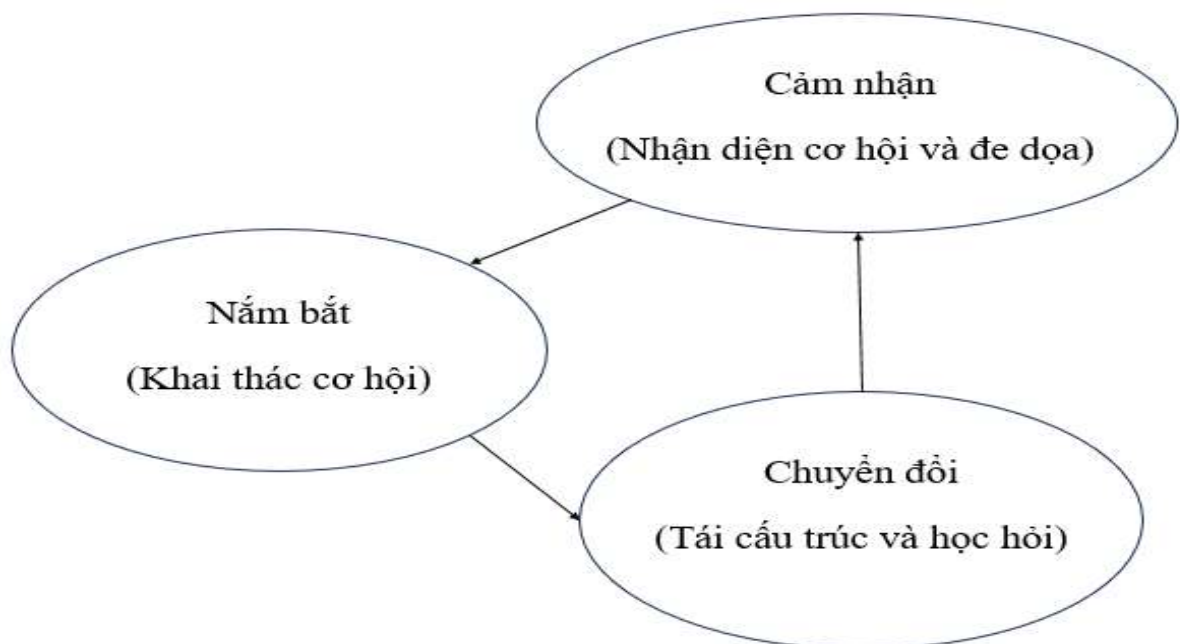 Cảm nhận
(Nhận diện cơ hội và đe dọa)
Nắm bắt
(Khai thác cơ hội)
Chuyển đổi
(Tái cấu trúc và học hỏi)